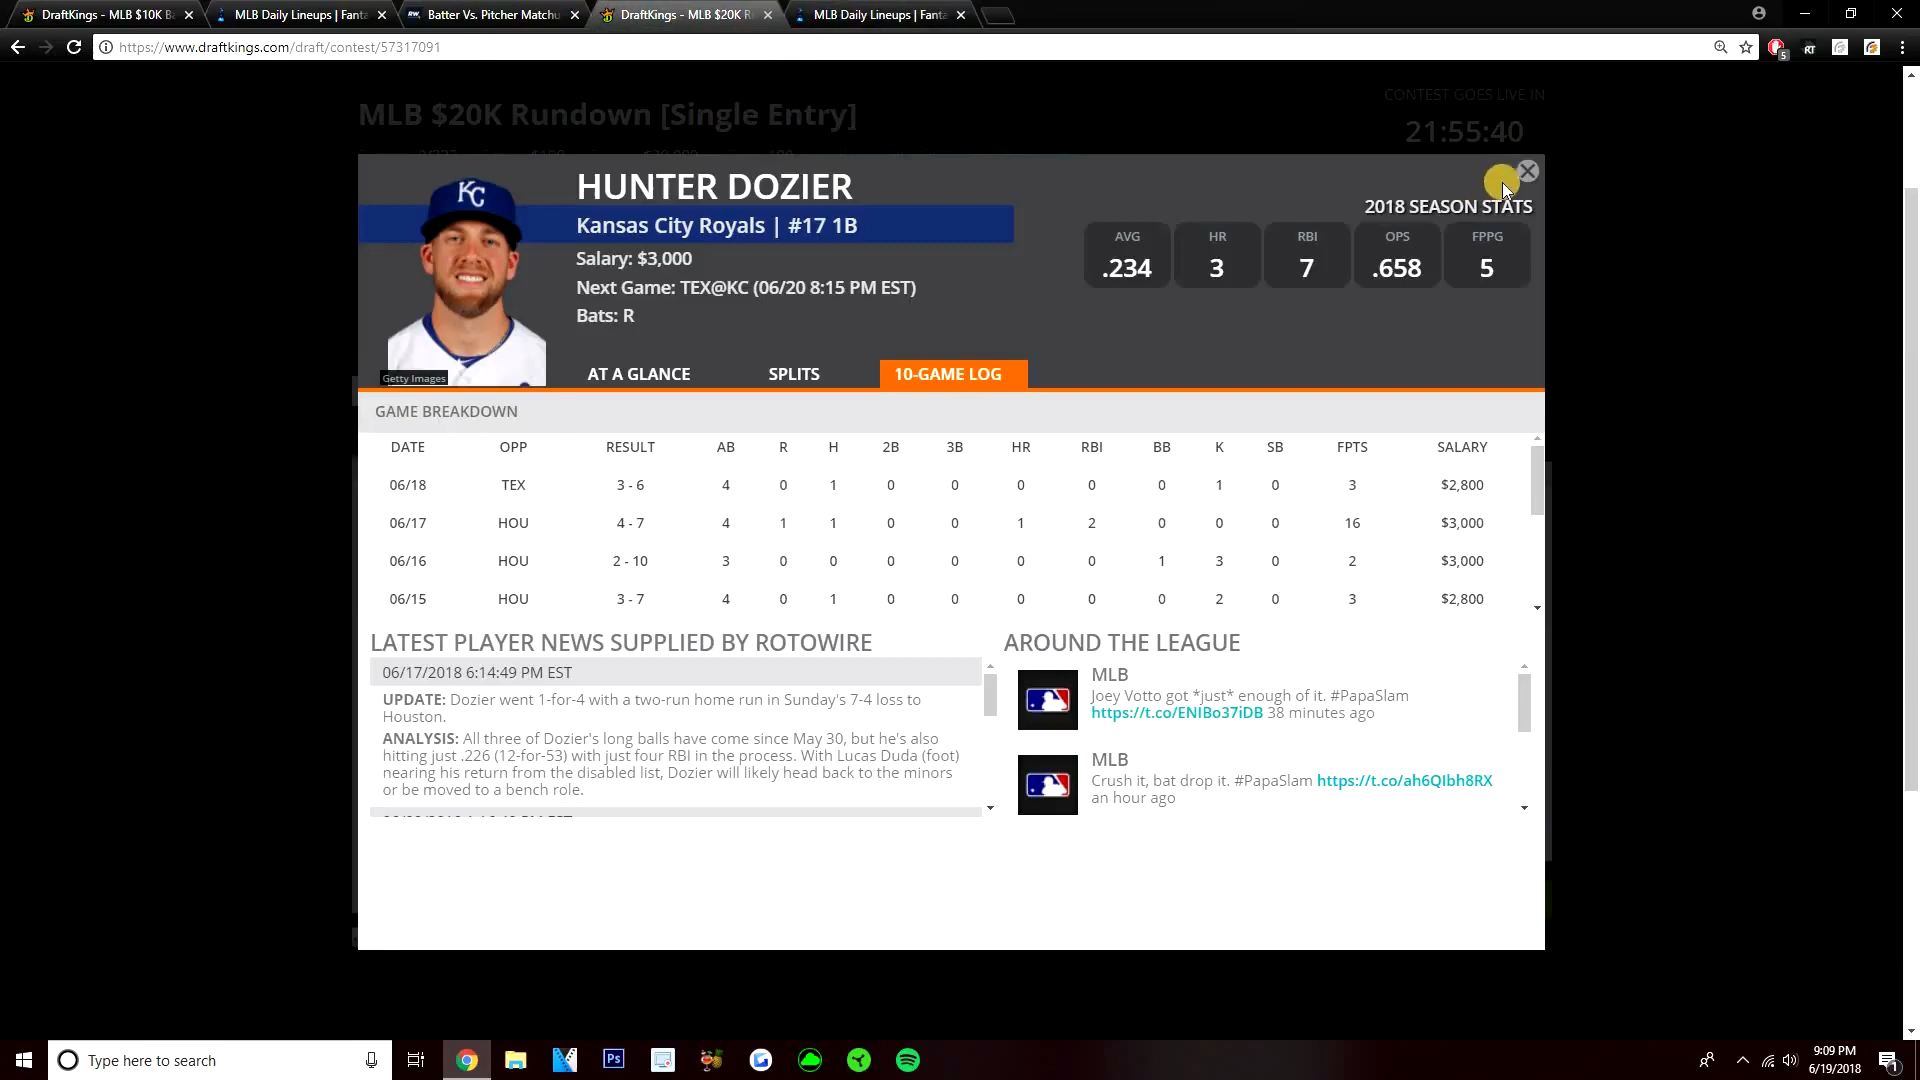 DraftKings - MLB $10K Ba
MLB Daily Lineups | Fanta
Batter Vs. Pitcher Matchu
DraftKings - MLB $20K R
MLB Daily Lineups | Fanta
https://www.draftkings.com/draft/contest/57317091
5
RT
MLB $20K Rundown [Single Entry]
CONTEST GOES LIVE IN
21:55:40
KC
HUNTER DOZIER
Kansas City Royals | #17 1B
Salary: $3,000
Next Game: TEX@KC (06/20 8:15 PM EST)
Bats: R
Getty Images
2018 SEASON STATS
AVG HR RBI OPS FPPG
.234 3 7 .658 5
AT A GLANCE SPLITS 10-GAME LOG
GAME BREAKDOWN
DATE OPP RESULT AB R H 2B 3B HR RBI BB K SB FPTS SALARY
06/18 TEX 3 - 6 4 0 1 0 0 0 0 0 1 0 3 $2,800
06/17 HOU 4 - 7 4 1 1 0 0 1 2 0 0 0 16 $3,000
06/16 HOU 2 - 10 3 0 0 0 0 0 0 1 3 0 2 $3,000
06/15 HOU 3 - 7 4 0 1 0 0 0 0 0 2 0 3 $2,800
LATEST PLAYER NEWS SUPPLIED BY ROTOWIRE
06/17/2018 6:14:49 PM EST
UPDATE: Dozier went 1-for-4 with a two-run home run in Sunday's 7-4 loss to
Houston.
ANALYSIS: All three of Dozier's long balls have come since May 30, but he's also
hitting just .226 (12-for-53) with just four RBI in the process. With Lucas Duda (foot)
nearing his return from the disabled list, Dozier will likely head back to the minors
or be moved to a bench role.
AROUND THE LEAGUE
MLB
Joey Votto got *just* enough of it. #PapaSlam
https://t.co/ENIBo37iDB 38 minutes ago
MLB
Crush it, bat drop it. #PapaSlam https://t.co/ah6QIbh8RX
an hour ago
Type here to search
Ps
9:09 PM
6/19/2018
1